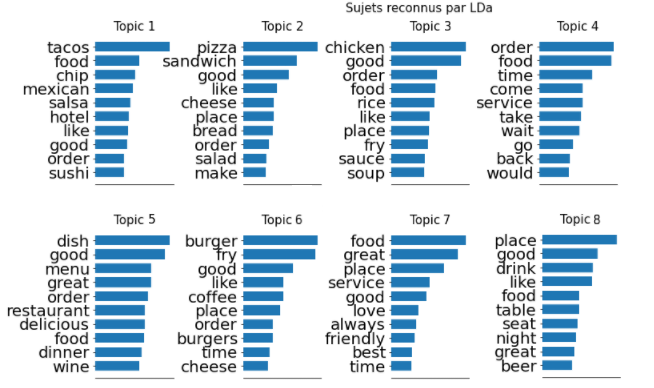 Sujets reconnus par LDa
Topic 1
tacos
food
chip
mexican
salsa
hotel
like
good
order
sushi
Topic 2
pizza
sandwich
good
like
cheese
place
bread
order
salad
make
Topic 3
chicken
good
order
food
rice
like
place
fry
sauce
soup
Topic 4
order
food
time
come
service
take
wait
go
back
would
Topic 5
dish
good
menu
great
order
restaurant
delicious
food
dinner
wine
Topic 6
burger
fry
good
like
coffee
place
order
burgers
time
cheese
Topic 7
food
great
place
service
good
love
always
friendly
best
time
Topic 8
place
good
drink
like
food
table
seat
night
great
beer